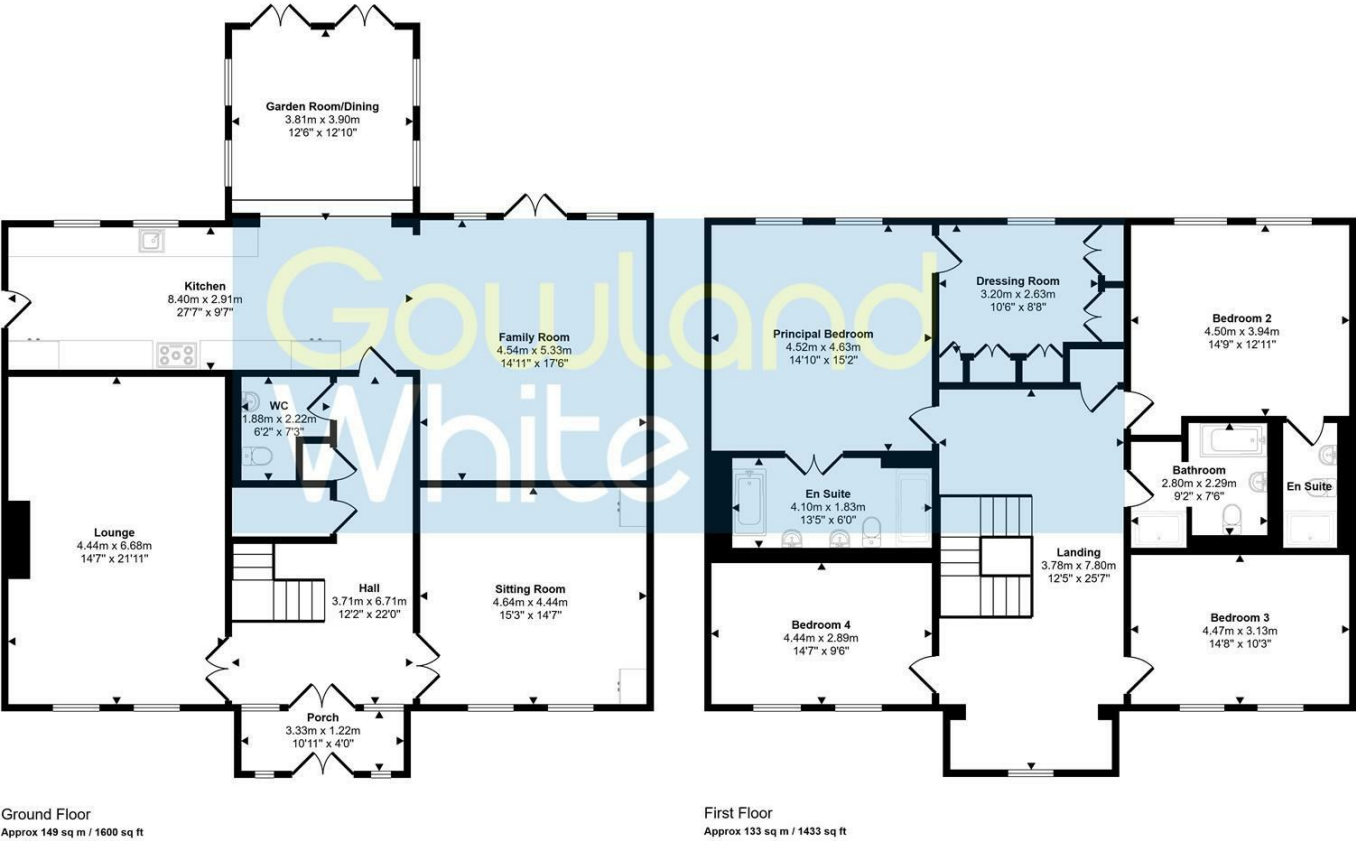 Garden Room/Dining
3.81m x 3.90m
12'6" x 12'10"
Kitchen
8.40m x 2.91m
27'7" x 9'7"
Family Room
4.54m x 5.33m
14'11" x 17'6"
WC
1.88m x 2.22m
6'2" x 7'3"
Lounge
4.44m x 6.68m
14'7" x 21'11"
Hall
3.71m x 6.71m
12'2" x 22'0"
Sitting Room
4.64m x 4.44m
15'3" x 14'7"
Porch
3.33m x 1.22m
10'11" x 4'0"
Ground Floor
Approx 149 sq m / 1600 sq ft
Gowland
White
Principal Bedroom
4.52m x 4.63m
14'10" x 15'2"
Dressing Room
3.20m x 2.63m
10'6" x 8'8"
Bedroom 2
4.50m x 3.94m
14'9" x 12'11"
En Suite
4.10m x 1.83m
13'5" x 6'0"
Bathroom
2.80m x 2.29m
9'2" x 7'6"
En Suite
Landing
3.78m x 7.80m
12'5" x 25'7"
Bedroom 4
4.44m x 2.89m
14'7" x 9'6"
Bedroom 3
4.47m x 3.13m
14'8" x 10'3"
First Floor
Approx 133 sq m / 1433 sq ft